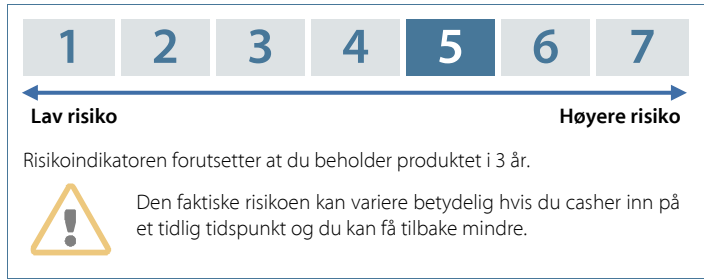 1 2 3 4 5 6 7
Lav risiko Høyere risiko
Risikoindikatoren forutsetter at du beholder produktet i 3 år.
Den faktiske risikoen kan variere betydelig hvis du casher inn på
et tidlig tidspunkt og du kan få tilbake mindre.